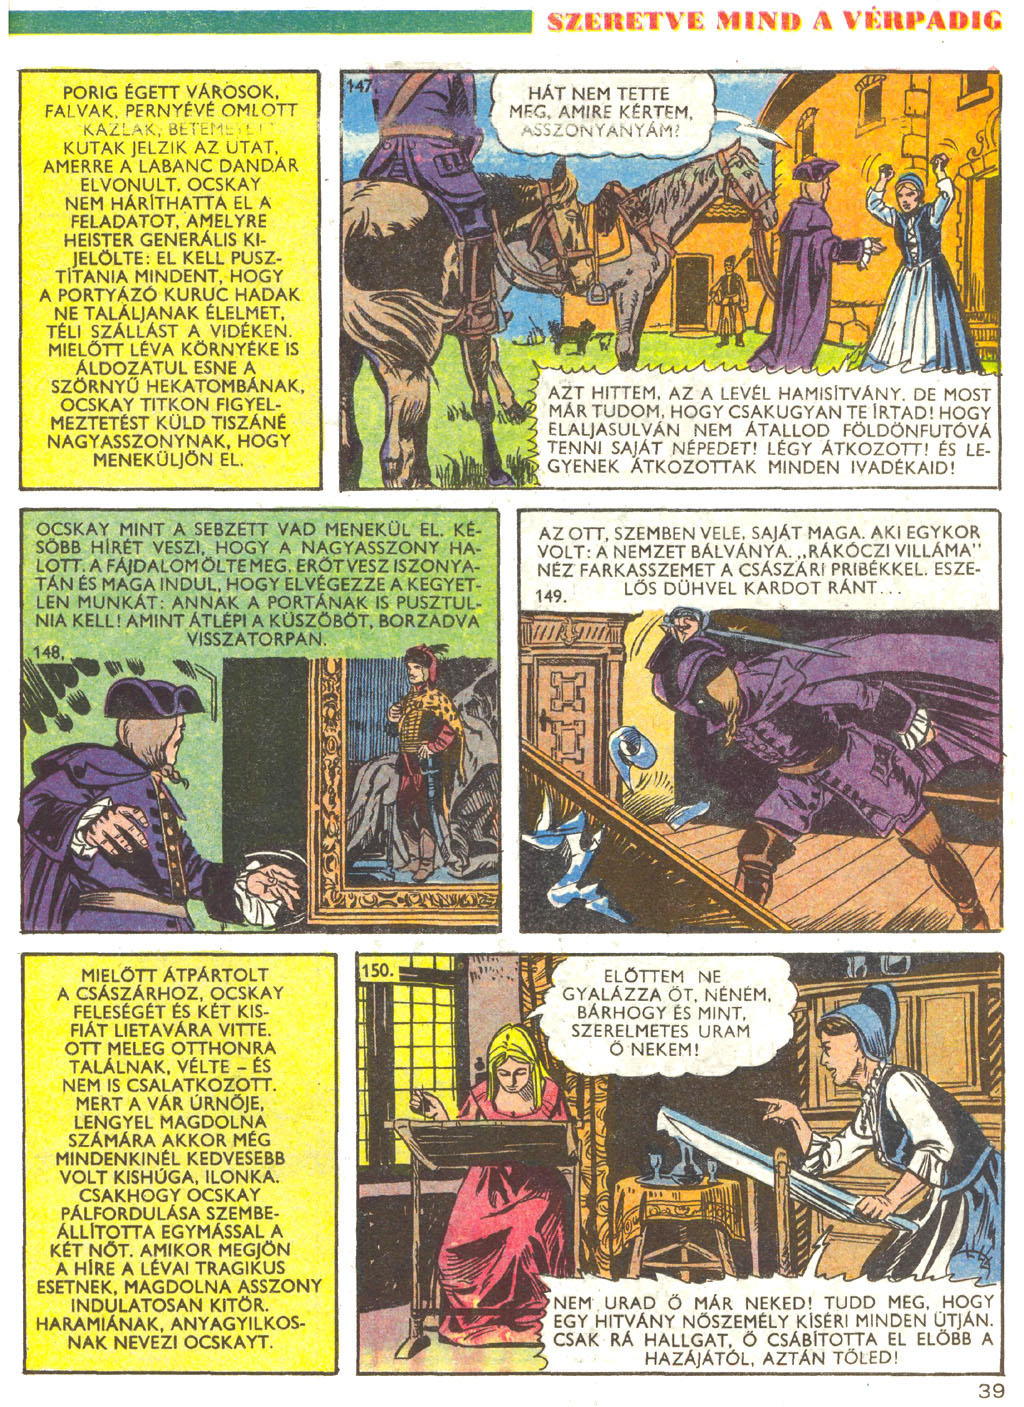 SZERETVE MIND A VÉRPADIG
PORIG ÉGETT VÁROSOK,
FALVAK, PERNYÉVÉ OMLOTT
KAZLAK, BETEMETETT
KUTAK JELZIK AZ UTAT,
AMERRE A LABANC DANDÁR
ELVONULT. OCSKAY
NEM HÁRÍTHATTA EL A
FELADATOT, AMELYRE
HEISTER GENERÁLIS KI-
JELÖLTE: EL KELL PUSZ-
TÍTANIA MINDENT, HOGY
A PORTYÁZÓ KURUC HADAK
NE TALÁLJANAK ÉLELMET,
TÉLI SZÁLLÁST A VIDÉKEN.
MIELŐTT LÉVA KÖRNYÉKE IS
ÁLDOZATUL ESNE A
SZÖRNYŰ HEKATOMBÁNAK,
OCSKAY TITKON FIGYEL-
MEZTETÉST KÜLD TISZÁNÉ
NAGYASSZONYNAK, HOGY
MENEKÜLJÖN EL.
147.
HÁT NEM TETTE
MEG, AMIRE KÉRTEM,
ASSZONYANYÁM?
AZT HITTEM, AZ A LEVÉL HAMISÍTVÁNY. DE MOST
MÁR TUDOM, HOGY CSAKUGYAN TE ÍRTAD! HOGY
ELALJASULVÁN NEM ÁTALLOD FÖLDÖNFUTÓVÁ
TENNI SAJÁT NÉPEDET! LÉGY ÁTKOZOTT! ÉS LE-
GYENEK ÁTKOZOTTAK MINDEN IVADÉKAID!
OCSKAY MINT A SEBZETT VAD MENEKÜL EL. KÉ-
SŐBB HÍRÉT VESZI, HOGY A NAGYASSZONY HA-
LOTT. A FÁJDALOM ÖLTE MEG. ERŐT VESZ ISZONYA-
TÁN ÉS MAGA INDUL, HOGY ELVÉGEZZE A KEGYET-
LEN MUNKÁT: ANNAK A PORTÁNAK IS PUSZTUL-
NIA KELL! AMINT ÁTLÉPI A KÜSZÖBÖT, BORZADVA
VISSZATORPAN.
148.
AZ OTT, SZEMBEN VELE, SAJÁT MAGA. AKI EGYKOR
VOLT: A NEMZET BÁLVÁNYA. „RÁKÓCZI VILLÁMA"
NÉZ FARKASSZEMET A CSÁSZÁRI PRIBÉKKEL. ESZE-
LŐS DÜHVEL KARDOT RÁNT...
149.
MIELŐTT ÁTPÁRTOLT
A CSÁSZÁRHOZ, OCSKAY
FELESÉGÉT ÉS KÉT KIS-
FIÁT LIETAVÁRA VITTE.
OTT MELEG OTTHONRA
TALÁLNAK, VÉLTE – ÉS
NEM IS CSALATKOZOTT.
MERT A VÁR ÚRNŐJE,
LENGYEL MAGDOLNA
SZÁMÁRA AKKOR MÉG
MINDENKINÉL KEDVESEBB
VOLT KISHÚGA, ILONKA.
CSAKHOGY OCSKAY
PÁLFORDULÁSA SZEMBE-
ÁLLÍTOTTA EGYMÁSSAL A
KÉT NŐT. AMIKOR MEGJÖN
A HÍRE A LÉVAI TRAGIKUS
ESETNEK, MAGDOLNA ASSZONY
INDULATOSAN KITÖR.
HARAMIÁNAK, ANYAGYILKOS-
NAK NEVEZI OCSKAYT.
150.
ELŐTTEM NE
GYALÁZZA ŐT, NÉNÉM,
BÁRHOGY ÉS MINT,
SZERELMETES URAM
Ő NEKEM!
NEM URAD Ő MÁR NEKED! TUDD MEG, HOGY
EGY HITVÁNY NŐSZEMÉLY KÍSÉRI MINDEN ÚTJÁN.
CSAK RÁ HALLGAT, Ő CSÁBÍTOTTA EL ELŐBB A
HAZÁJÁTÓL, AZTÁN TŐLED!
39